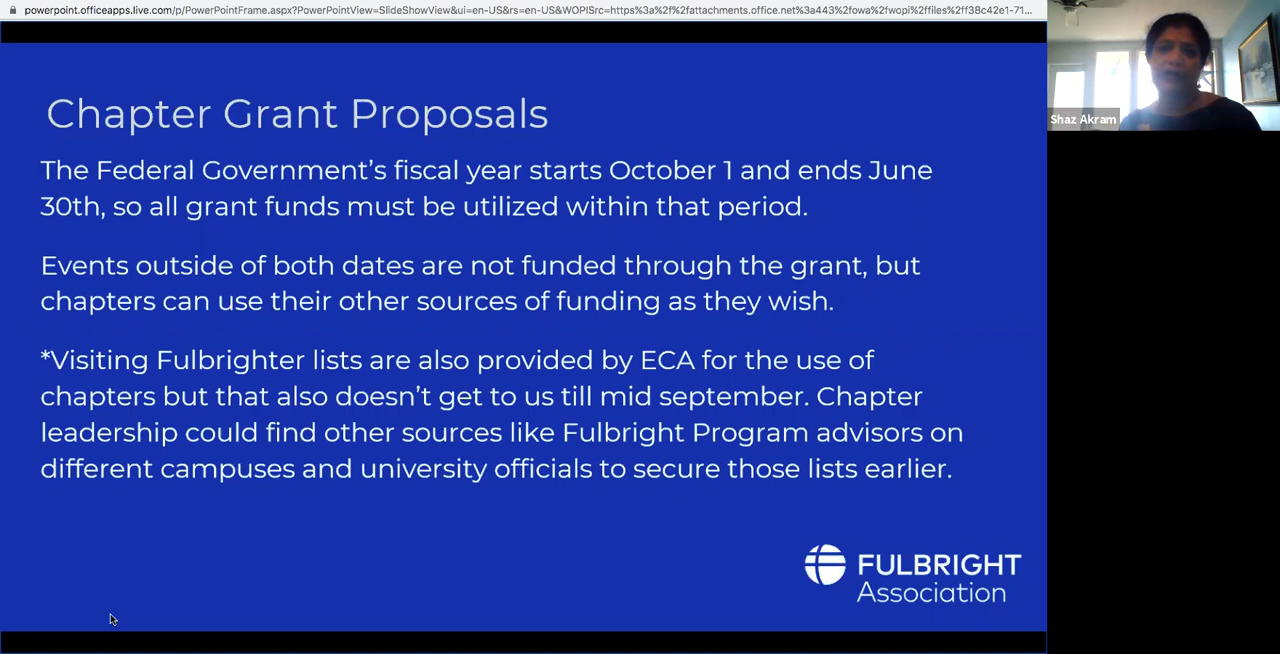 powerpoint.officeapps.live.com/p/PowerPointFrame.aspx?PowerPointView=SlideShowView&ui=en-US&rs=en-US&WOPISrc=https%3a%2f%2fattachments.office.net%3a443%2fowa%2fwopi%2ffiles%2ff38c42e1-71...
Shaz Akram
Chapter Grant Proposals
The Federal Government’s fiscal year starts October 1 and ends June
30th, so all grant funds must be utilized within that period.
Events outside of both dates are not funded through the grant, but
chapters can use their other sources of funding as they wish.
*Visiting Fulbrighter lists are also provided by ECA for the use of
chapters but that also doesn’t get to us till mid september. Chapter
leadership could find other sources like Fulbright Program advisors on
different campuses and university officials to secure those lists earlier.
FULBRIGHT
Association